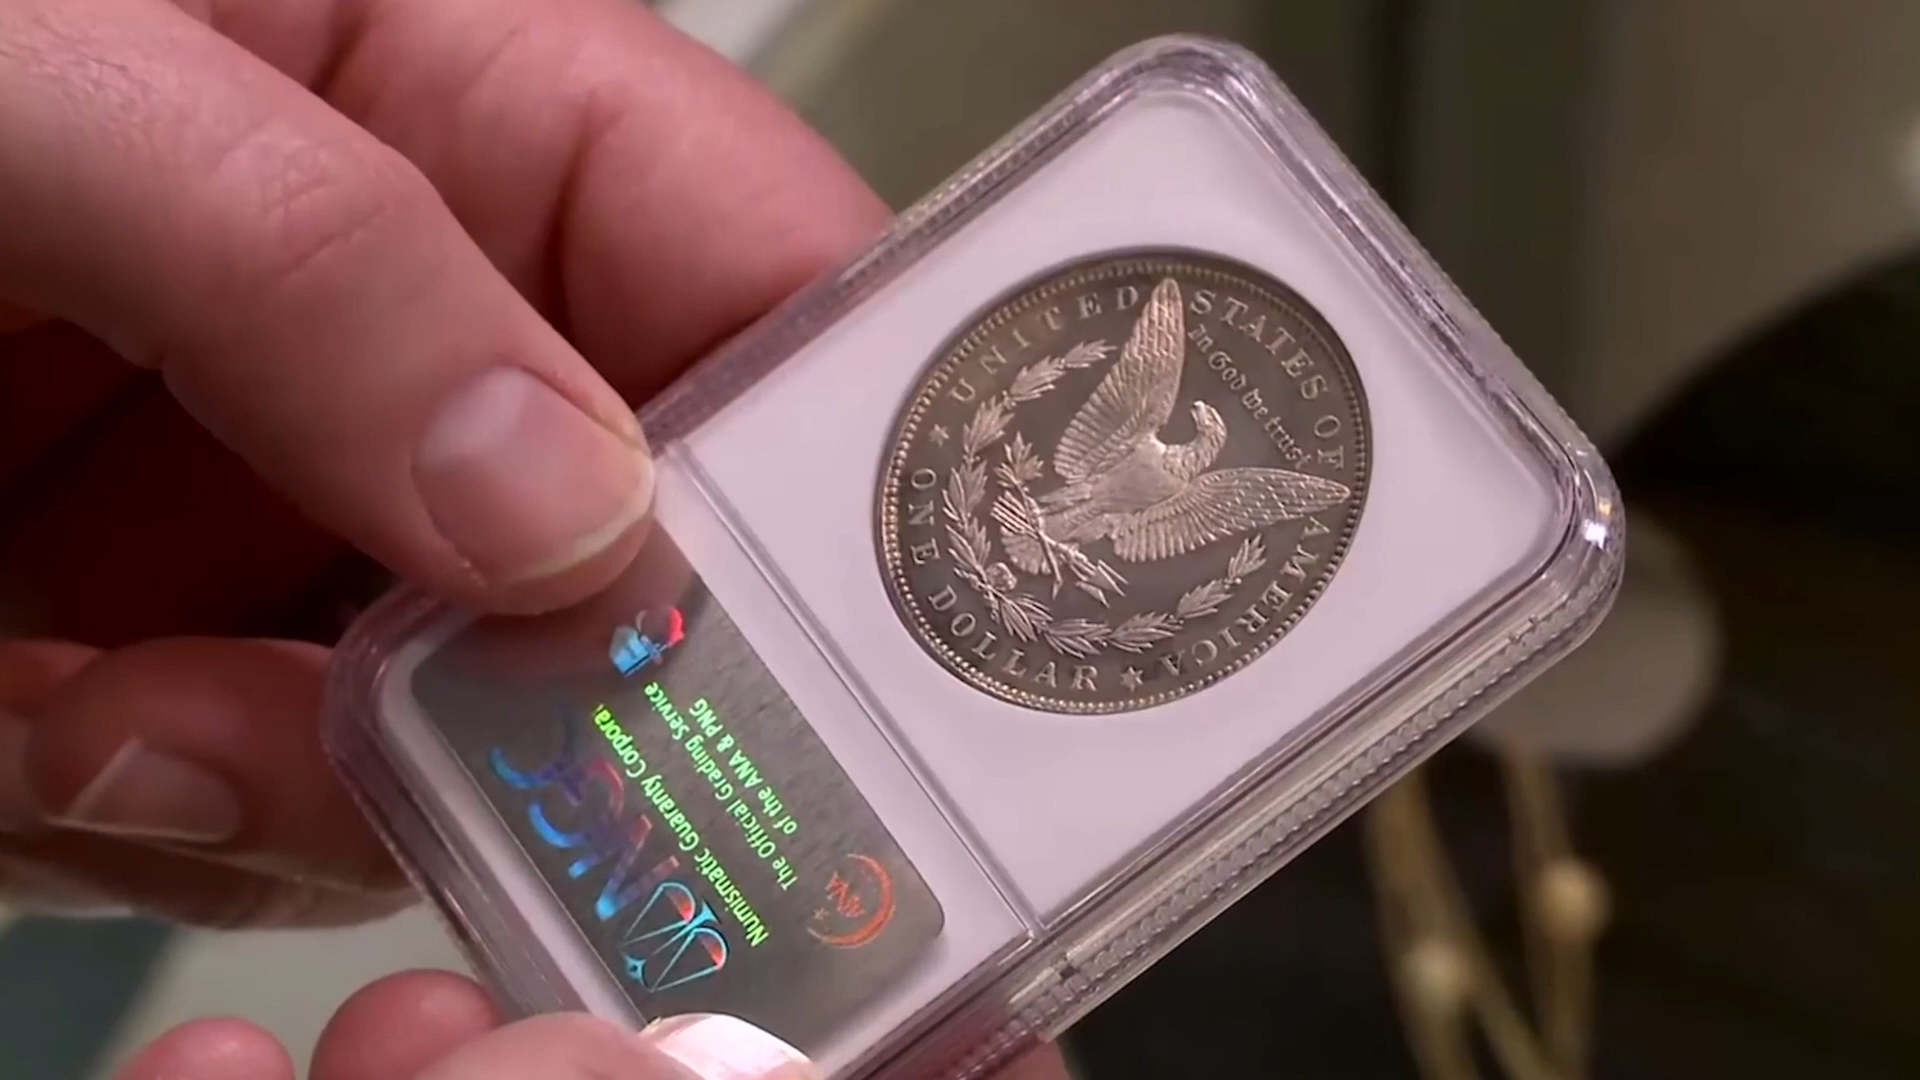 UNITED STATES OF AMERICA
In God we trust
ONE DOLLAR
NGC
Numismatic Guaranty
The Official Grading Service
of the ANA & PNG
ANA